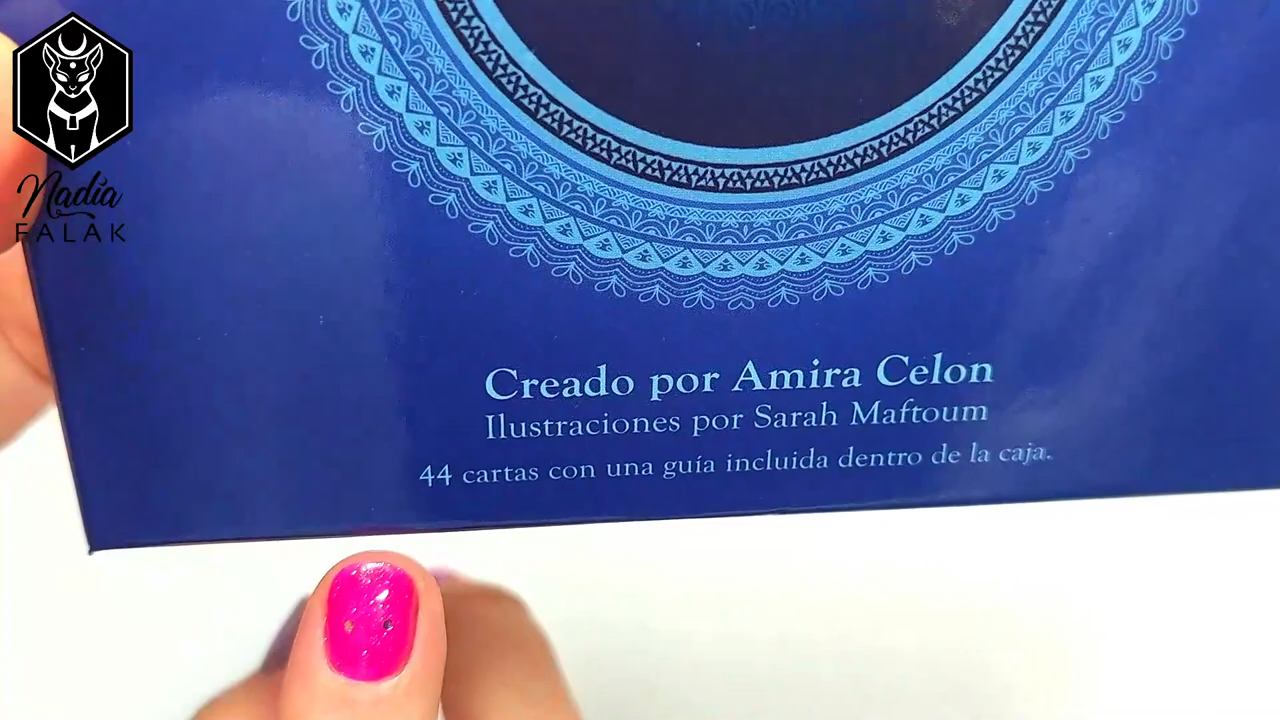 Nadia
FALAK
Creado por Amira Celon
Ilustraciones por Sarah Maftoum
44 cartas con una guía incluida dentro de la caja.